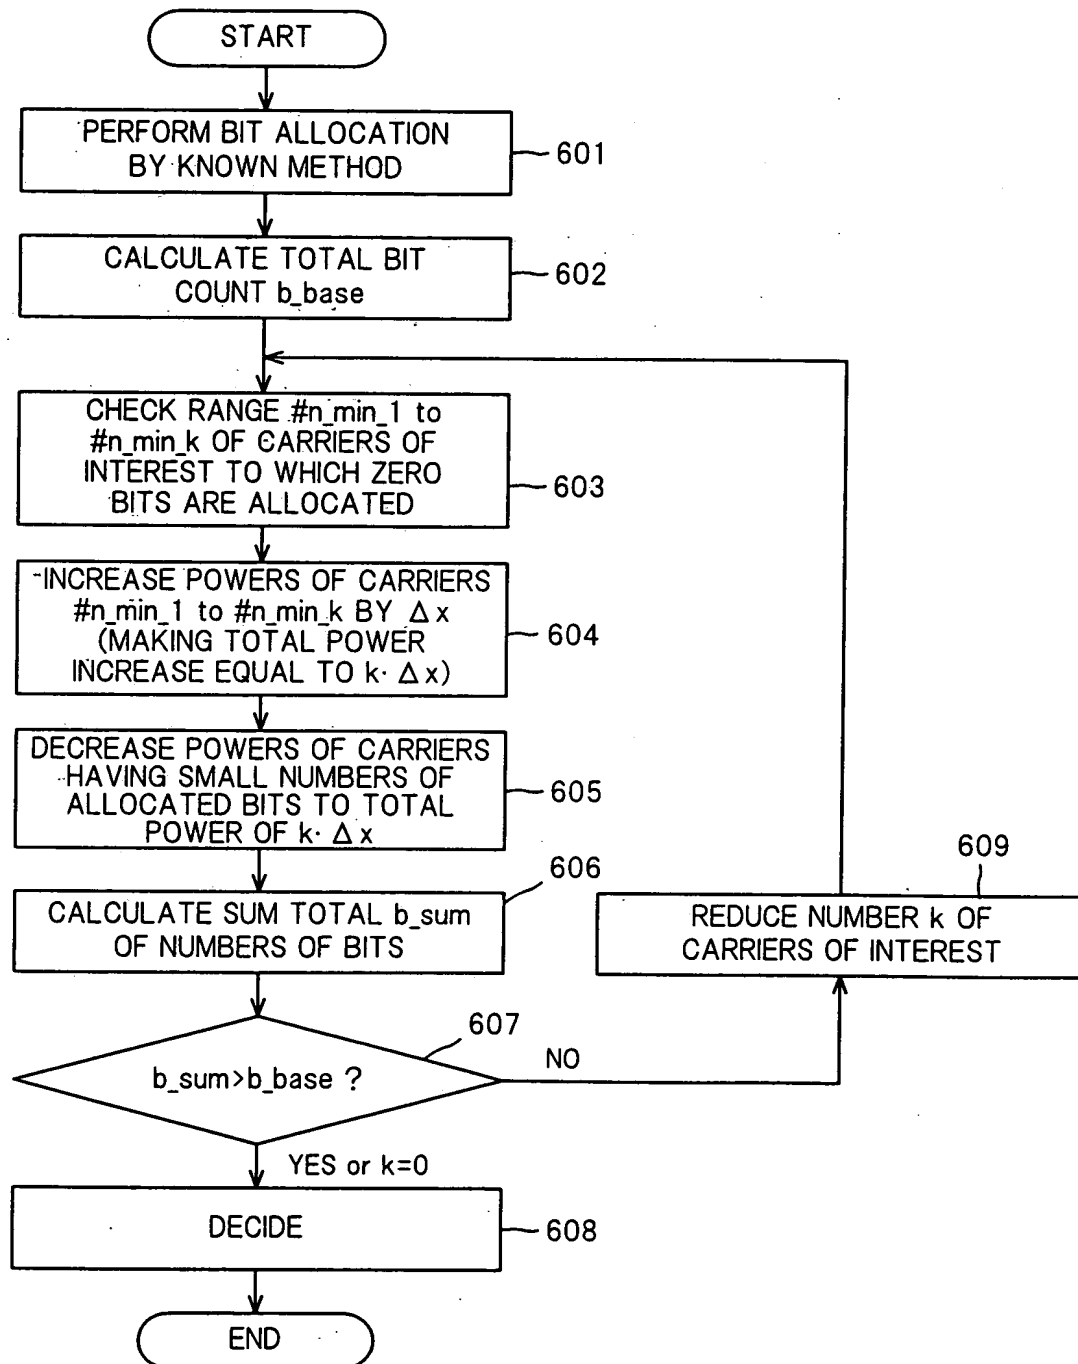 START
PERFORM BIT ALLOCATION
BY KNOWN METHOD
601
CALCULATE TOTAL BIT
COUNT b_base
602
CHECK RANGE #n_min_1 to
#n_min_k OF CARRIERS OF
INTEREST TO WHICH ZERO
BITS ARE ALLOCATED
603
INCREASE POWERS OF CARRIERS
#n_min_1 to #n_min_k BY Δx
(MAKING TOTAL POWER
INCREASE EQUAL TO k· Δx)
604
DECREASE POWERS OF CARRIERS
HAVING SMALL NUMBERS OF
ALLOCATED BITS TO TOTAL
POWER OF k· Δx
605
606
CALCULATE SUM TOTAL b_sum
OF NUMBERS OF BITS
609
REDUCE NUMBER k OF
CARRIERS OF INTEREST
607
b_sum>b_base ?
NO
YES or k=0
DECIDE
608
END